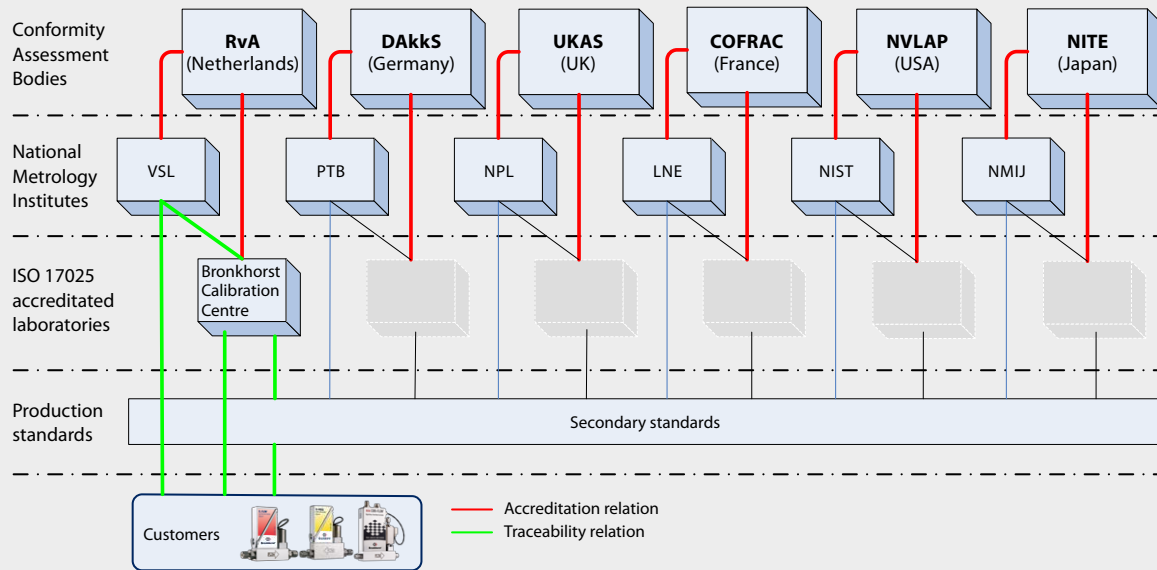 Conformity
Assessment
Bodies
RvA
(Netherlands)
DAkkS
(Germany)
UKAS
(UK)
COFRAC
(France)
NVLAP
(USA)
NITE
(Japan)
National
Metrology
Institutes
VSL
PTB
NPL
LNE
NIST
NMIJ
ISO 17025
accreditated
laboratories
Bronkhorst
Calibration
Centre
Production
standards
Secondary standards
Customers
Accreditation relation
Traceability relation